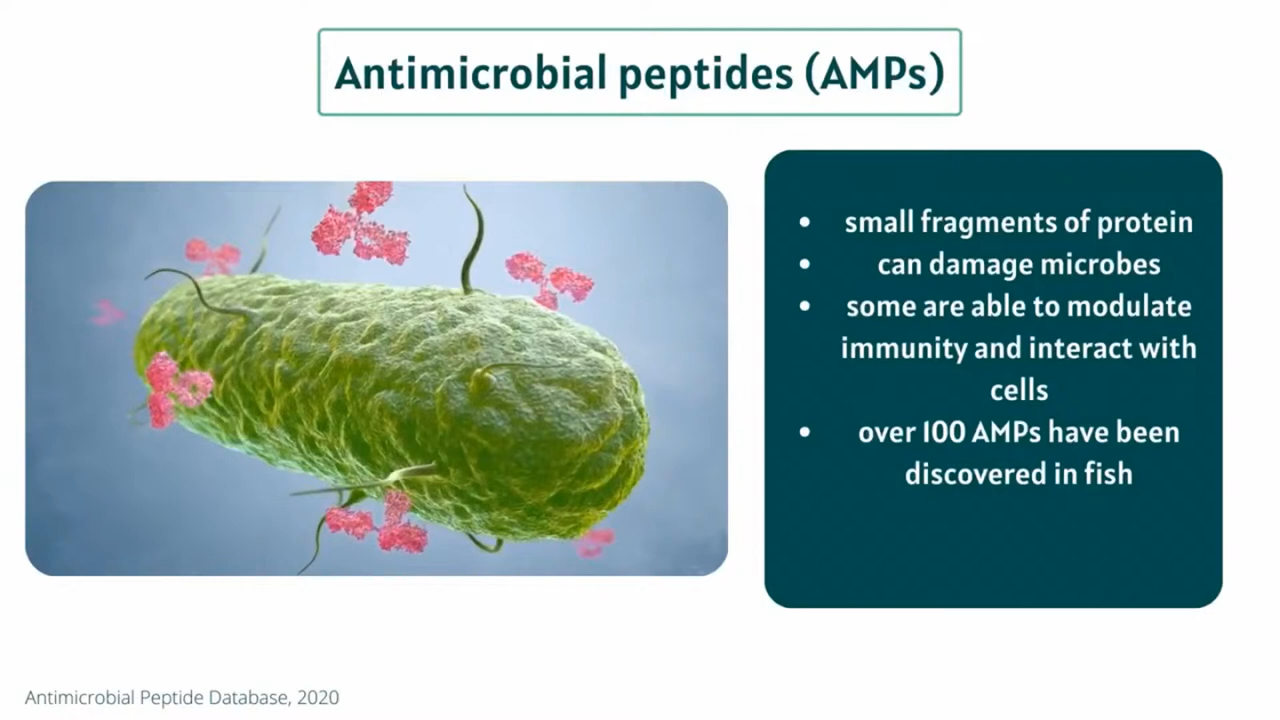 Antimicrobial peptides (AMPs)
• small fragments of protein
• can damage microbes
• some are able to modulate
immunity and interact with
cells
• over 100 AMPs have been
discovered in fish
Antimicrobial Peptide Database, 2020